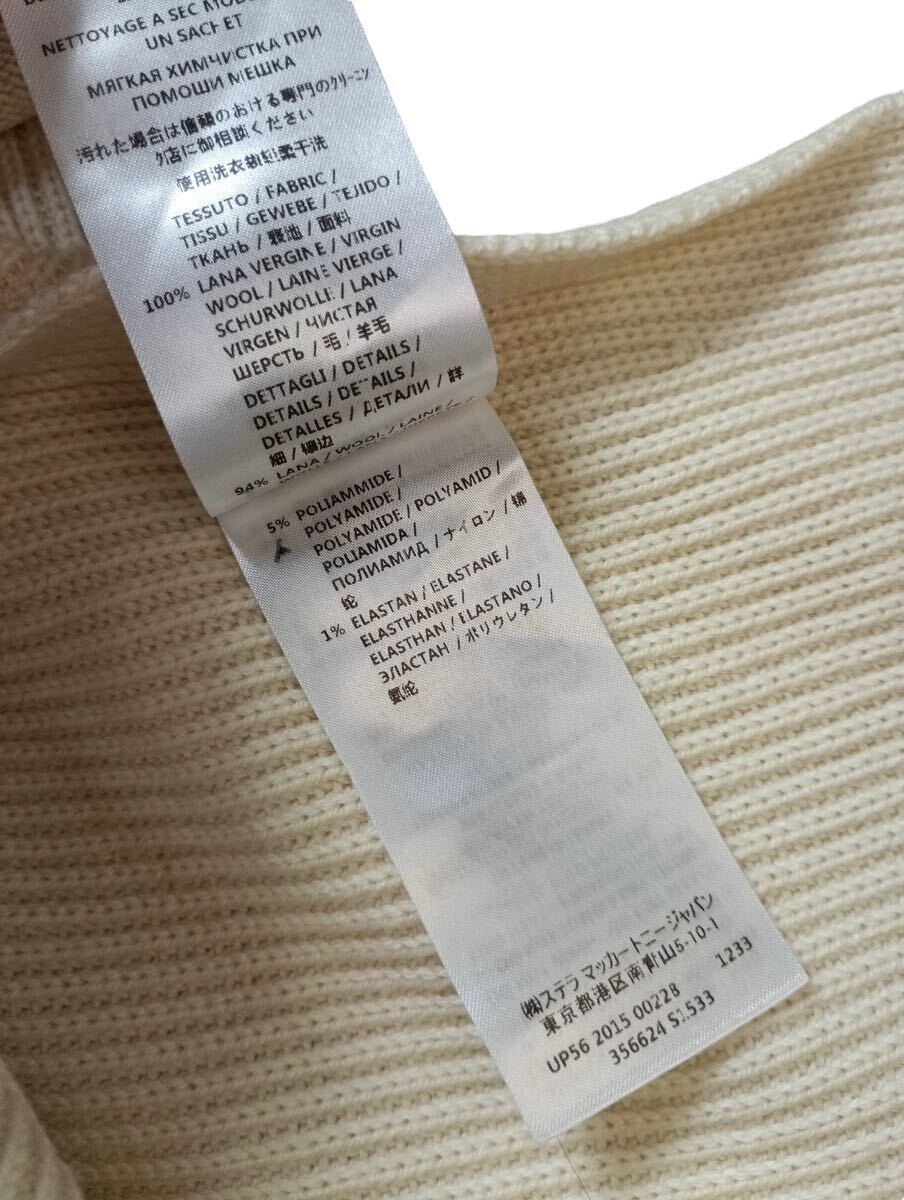 NETTOYAGE A SEC
UN SACHET
МЯГКАЯ ХИМЧИСТКА ПРИ
ПОМОШИ МЕШКА
汚れた場合は信頼のおける専門のクリーニン
グ店に御相談ください
使用洗衣袋轻柔干洗
TESSUTO / FABRIC /
TISSU / GEWEBE / TEJIDO /
ТКАНЬ / 表地 / 面料
100% LANA VERGINE / VIRGIN
WOOL / LAINE VIERGE /
SCHURWOLLE / LANA
VIRGEN / ЧИСТАЯ
ШЕРСТЬ / 毛 / 羊毛
DETTAGLI / DETAILS /
DETAILS / DETAILS /
DETALLES / ДЕТАЛИ / 詳
細 / 镶边
94% LANA / WOOL / LAINE /
5% POLIAMMIDE /
POLYAMIDE /
POLYAMIDE / POLYAMID /
POLIAMIDA /
ПОЛИАМИД / ナイロン / 锦
纶
1% ELASTAN / ELASTANE /
ELASTHANNE /
ELASTHAN / ELASTANO /
ЭЛАСТАН / ポリウレタン /
氨纶
(株)ステラ マッカートニージャパン
東京都港区南青山6-10-1
UP56 2015 00228 1233
356624 S1533